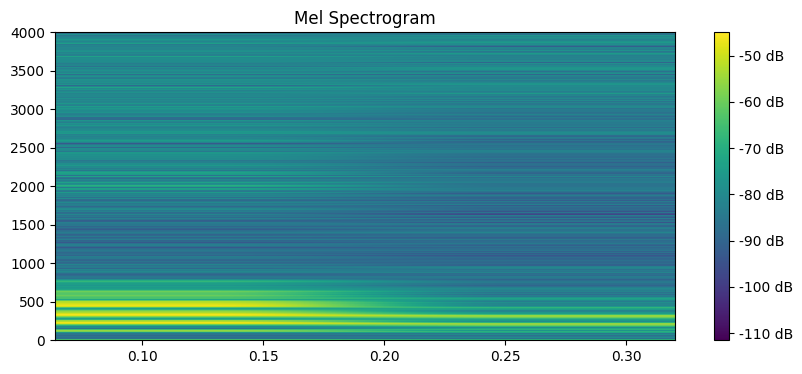 Mel Spectrogram
4000
3500
3000
2500
2000
1500
1000
500
0
0.10 0.15 0.20 0.25 0.30
-50 dB
-60 dB
-70 dB
-80 dB
-90 dB
-100 dB
-110 dB